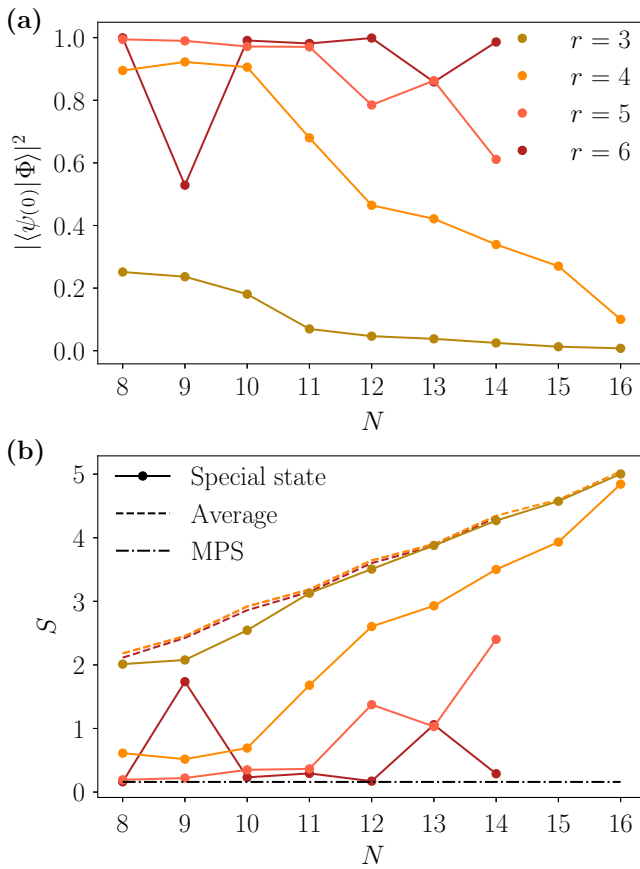 (a)
1.0
0.8
0.6
0.4
0.2
0.0
|⟨ψ(0)|Φ⟩|²
r = 3
r = 4
r = 5
r = 6
8 9 10 11 12 13 14 15 16
N
(b)
5
4
3
2
1
0
S
Special state
Average
MPS
8 9 10 11 12 13 14 15 16
N